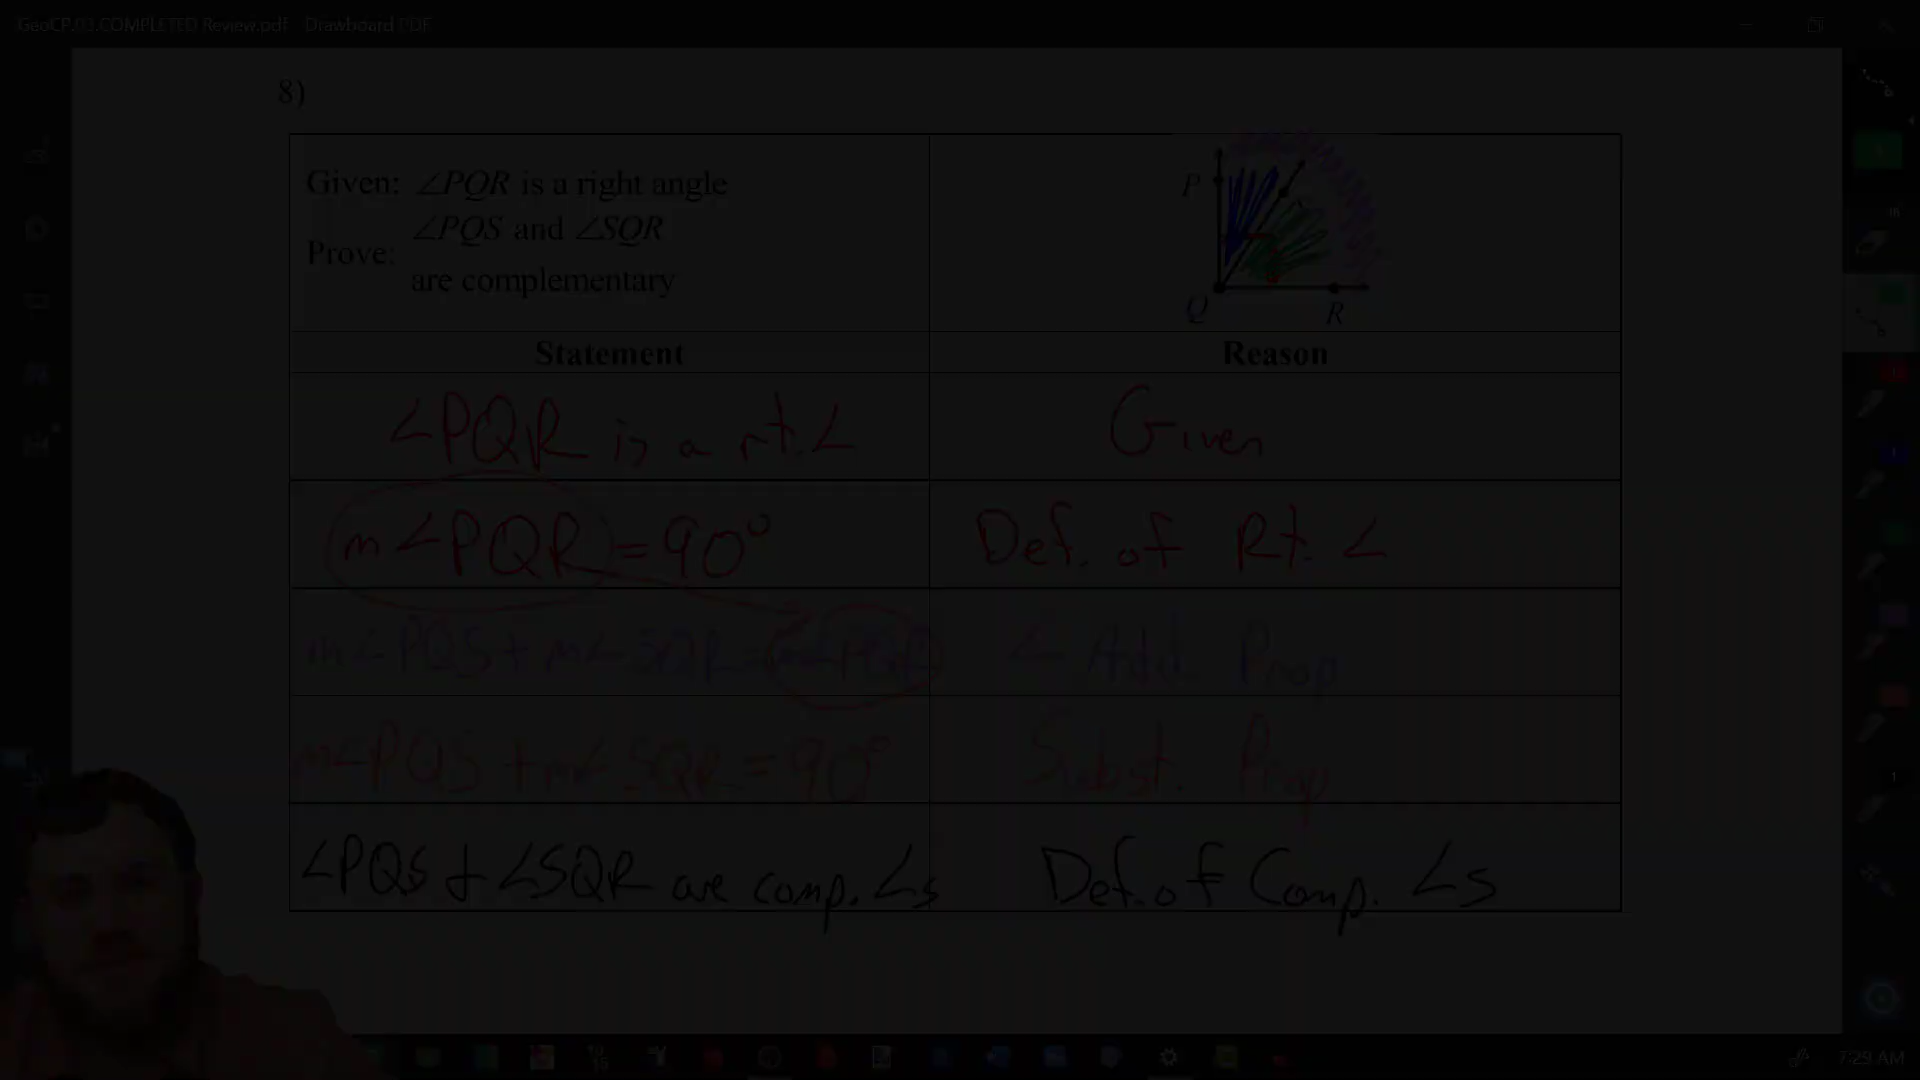 GeoCP.03.COMPLETED Review.pdf - Drawboard PDF
8)
Given: ∠PQR is a right angle
Prove: ∠PQS and ∠SQR
are complementary
P
S
Q
R
Statement
Reason
∠PQR is a rt. ∠
Given
m∠PQR = 90°
Def. of Rt. ∠
m∠PQS + m∠SQR = m∠PQR
∠ Add. Prop
m∠PQS + m∠SQR = 90°
Subst. Prop
∠PQS + ∠SQR are comp. ∠s
Def. of Comp. ∠s
7:29 AM